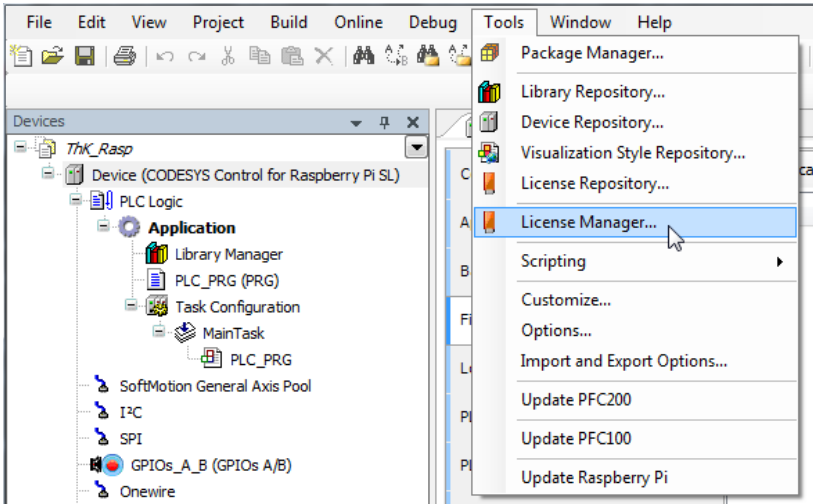 File Edit View Project Build Online Debug Tools Window Help
Devices
ThK_Rasp
Device (CODESYS Control for Raspberry Pi SL)
PLC Logic
Application
Library Manager
PLC_PRG (PRG)
Task Configuration
MainTask
PLC_PRG
SoftMotion General Axis Pool
I²C
SPI
GPIOs_A_B (GPIOs A/B)
Onewire
Package Manager...
Library Repository...
Device Repository...
Visualization Style Repository...
License Repository...
License Manager...
Scripting
Customize...
Options...
Import and Export Options...
Update PFC200
Update PFC100
Update Raspberry Pi